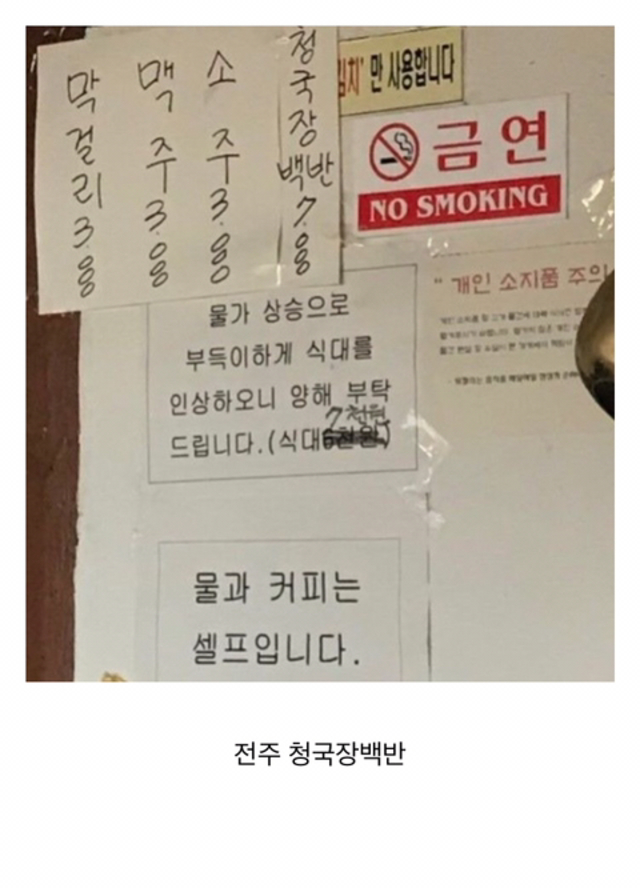 청국장백반 7.응
소주 3.응
맥주 3.응
막걸리 3.응
김치' 만 사용합니다
금연
NO SMOKING
물가 상승으로
부득이하게 식대를
인상하오니 양해 부탁
7천원
드립니다.(식대6천원)
" 개인 소지품 주의
물과 커피는
셀프입니다.
전주 청국장백반